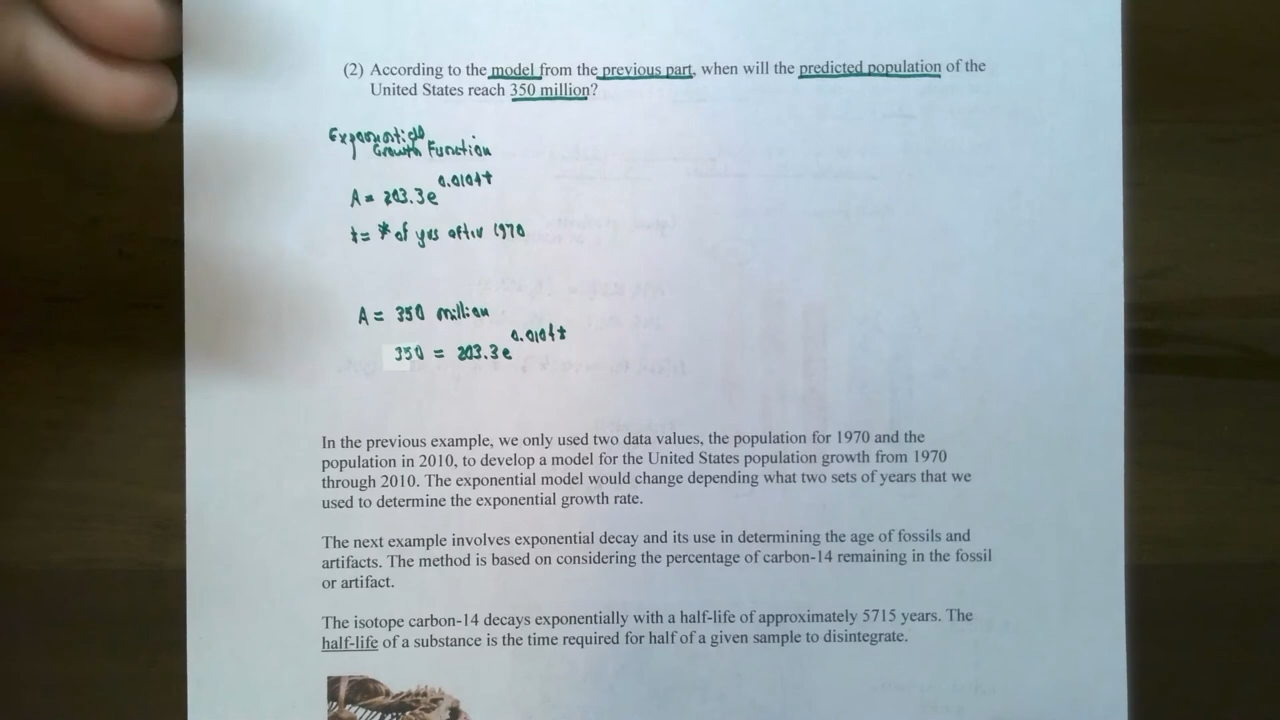 (2) According to the model from the previous part, when will the predicted population of the
United States reach 350 million?
Exponential
Growth Function
A = 203.3e^0.0104t
t = # of yrs after 1970
A = 350 million
350 = 203.3e^0.0104t
In the previous example, we only used two data values, the population for 1970 and the
population in 2010, to develop a model for the United States population growth from 1970
through 2010. The exponential model would change depending what two sets of years that we
used to determine the exponential growth rate.
The next example involves exponential decay and its use in determining the age of fossils and
artifacts. The method is based on considering the percentage of carbon-14 remaining in the fossil
or artifact.
The isotope carbon-14 decays exponentially with a half-life of approximately 5715 years. The
half-life of a substance is the time required for half of a given sample to disintegrate.